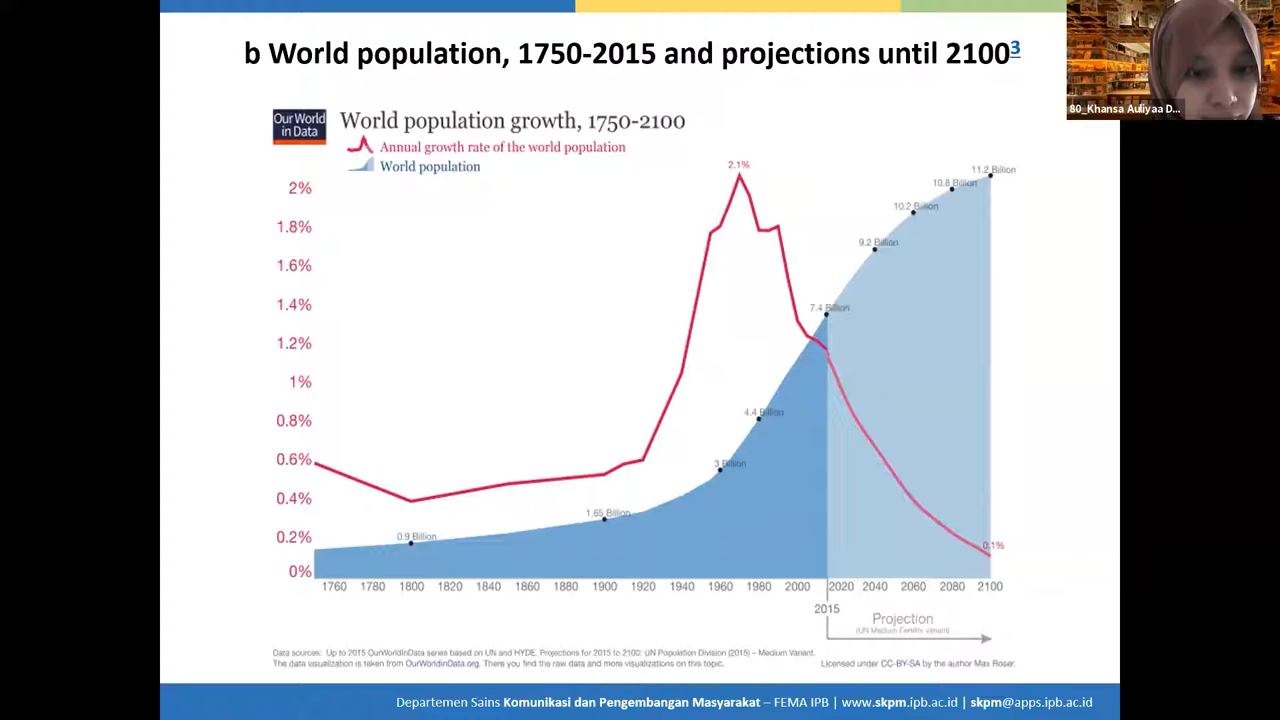 b World population, 1750-2015 and projections until 2100³
80_Khansa Auliyaa D...
Our World
in Data
World population growth, 1750-2100
Annual growth rate of the world population
World population
2.1%
2%
1.8%
1.6%
1.4%
1.2%
1%
0.8%
0.6%
0.4%
0.2%
0%
0.9 Billion
1.65 Billion
3 Billion
4.4 Billion
7.4 Billion
9.2 Billion
10.2 Billion
10.8 Billion
11.2 Billion
0.1%
1760 1780 1800 1820 1840 1860 1880 1900 1920 1940 1960 1980 2000 2020 2040 2060 2080 2100
2015
Projection
(UN Medium Fertility Variant)
Data sources: Up to 2015 OurWorldInData series based on UN and HYDE. Projections for 2015 to 2100: UN Population Division (2015) – Medium Variant.
The data visualization is taken from OurWorldinData.org. There you find the raw data and more visualizations on this topic.
Licensed under CC-BY-SA by the author Max Roser.
Departemen Sains Komunikasi dan Pengembangan Masyarakat – FEMA IPB | www.skpm.ipb.ac.id | skpm@apps.ipb.ac.id